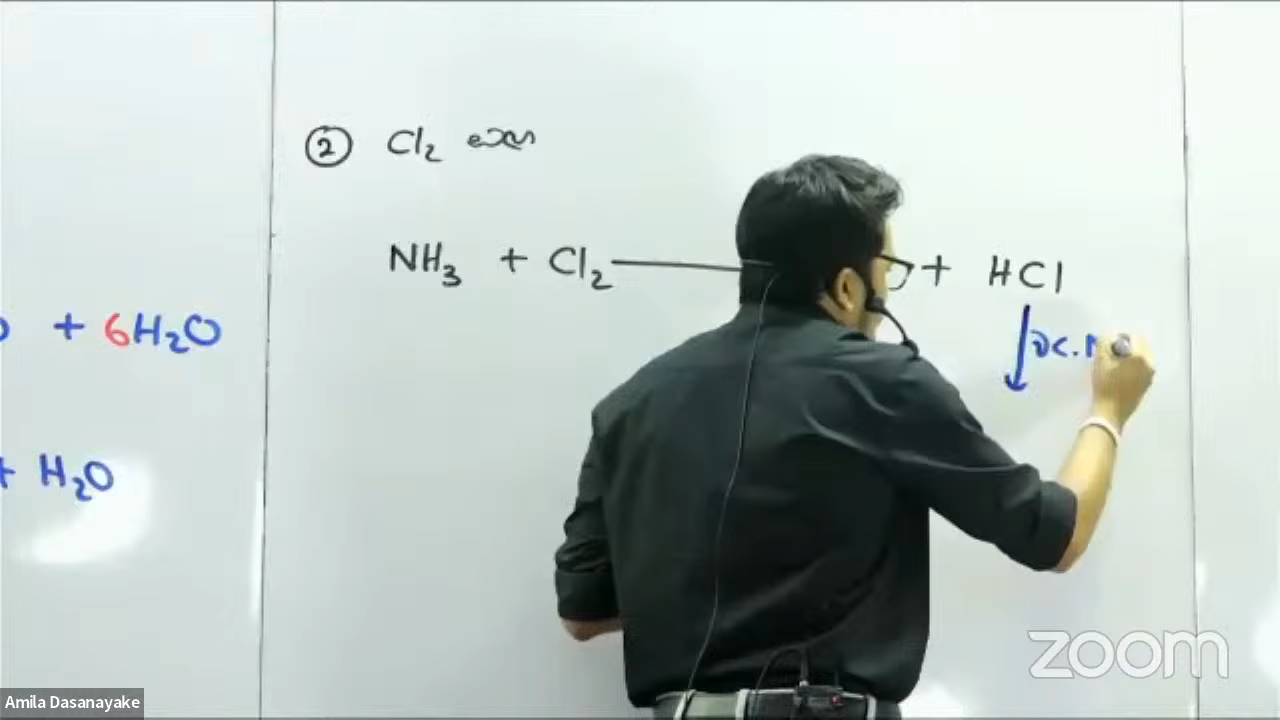 ② Cl₂ සමඟ
NH₃ + Cl₂ + HCl
+ 6H₂O
+ H₂O
zoom
Amila Dasanayake